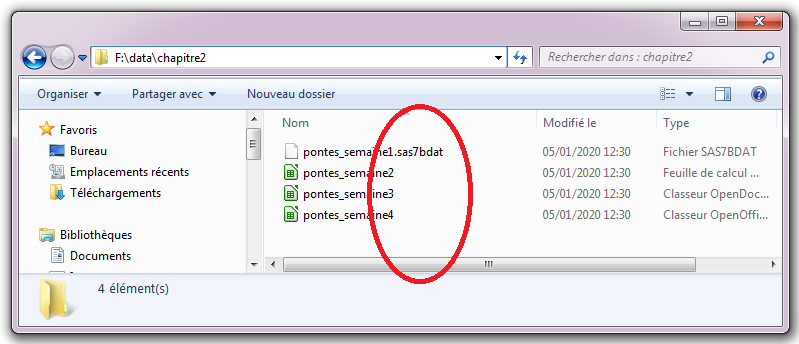 F:\data\chapitre2
Rechercher dans : chapitre2
Organiser Partager avec Nouveau dossier
Favoris
Bureau
Emplacements récents
Téléchargements
Bibliothèques
Documents
Nom Modifié le Type
pontes_semaine1.sas7bdat 05/01/2020 12:30 Fichier SAS7BDAT
pontes_semaine2 05/01/2020 12:30 Feuille de calcul ...
pontes_semaine3 05/01/2020 12:30 Classeur OpenDoc...
pontes_semaine4 05/01/2020 12:30 Classeur OpenOffi...
4 élément(s)